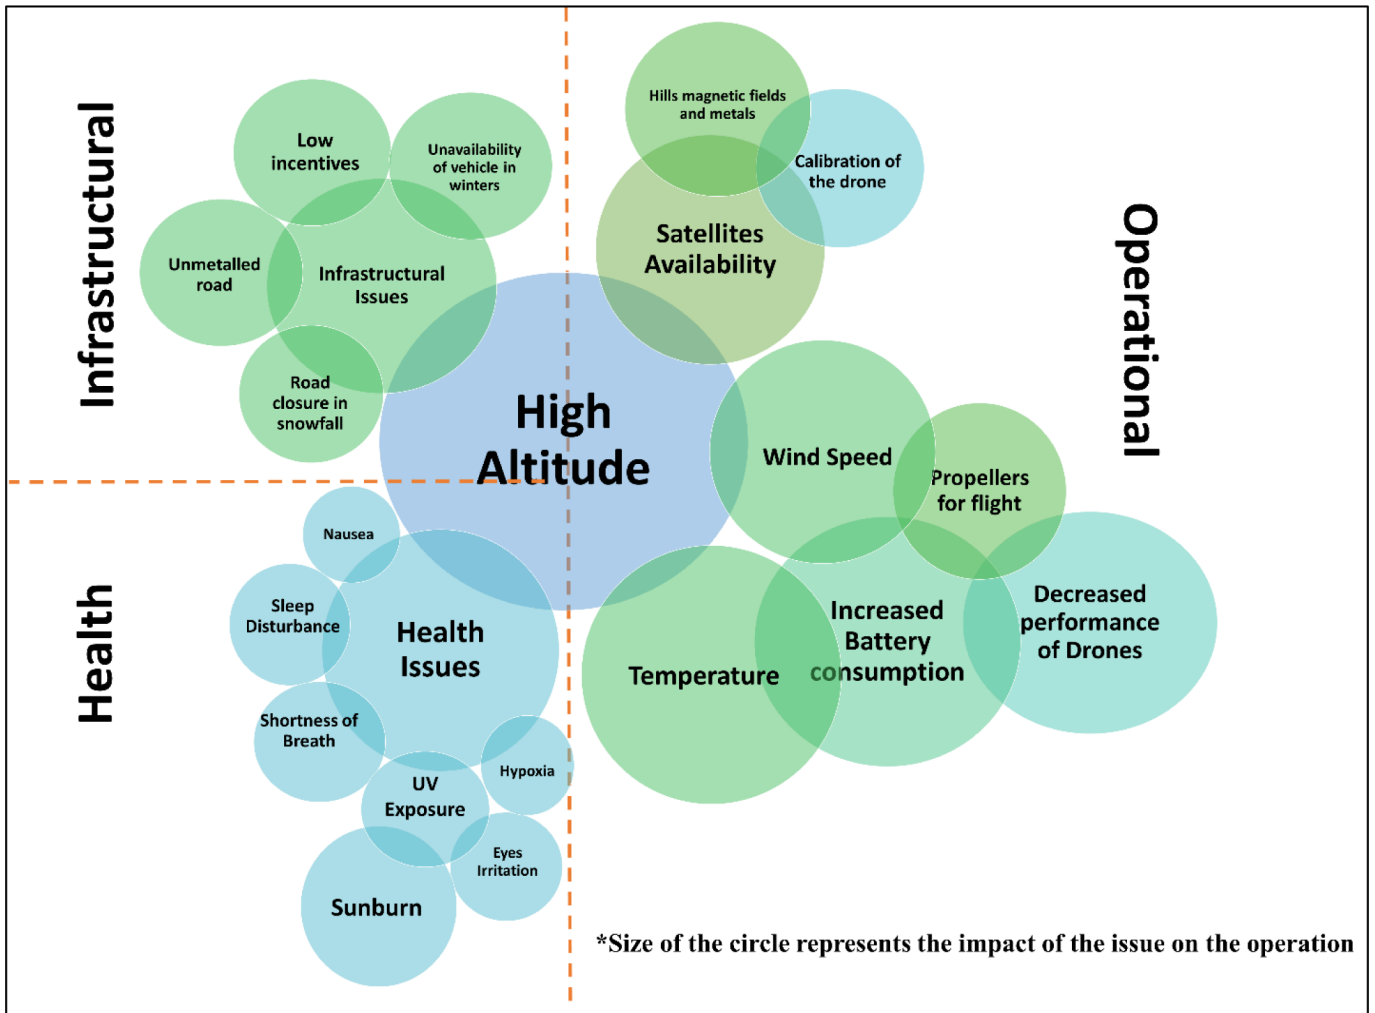 Infrastructural
Low
incentives
Unavailability
of vehicle in
winters
Unmetalled
road
Infrastructural
Issues
Road
closure in
snowfall
Hills magnetic fields
and metals
Calibration of
the drone
Satellites
Availability
Operational
High
Altitude
Wind Speed
Propellers
for flight
Temperature
Increased
Battery
consumption
Decreased
performance
of Drones
Health
Nausea
Sleep
Disturbance
Health
Issues
Shortness of
Breath
UV
Exposure
Hypoxia
Eyes
Irritation
Sunburn
*Size of the circle represents the impact of the issue on the operation